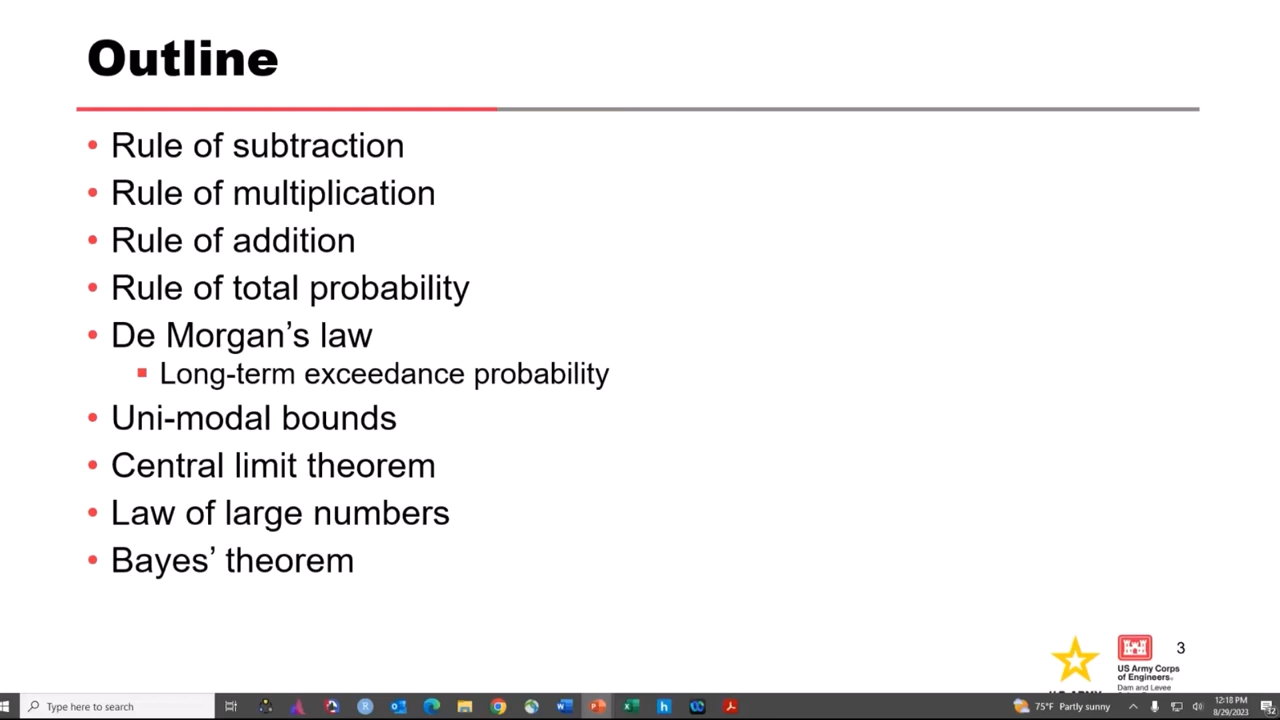 Outline
• Rule of subtraction
• Rule of multiplication
• Rule of addition
• Rule of total probability
• De Morgan’s law
▪ Long-term exceedance probability
• Uni-modal bounds
• Central limit theorem
• Law of large numbers
• Bayes’ theorem
3
US Army Corps
of Engineers.
Dam and Levee
U.S. ARMY
Type here to search
75°F Partly sunny
12:18 PM
8/29/2023